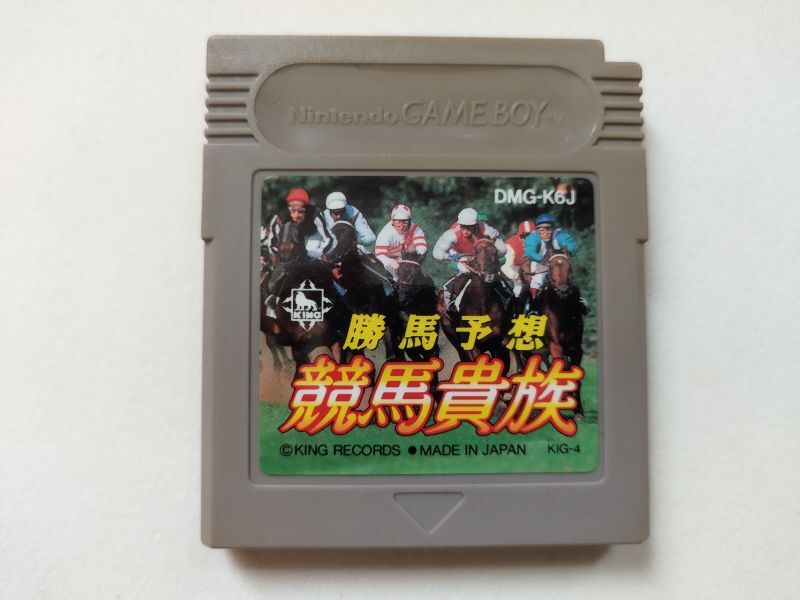 Nintendo GAME BOY TM
DMG-K6J
KING
勝馬予想
競馬貴族
©KING RECORDS ● MADE IN JAPAN KIG-4